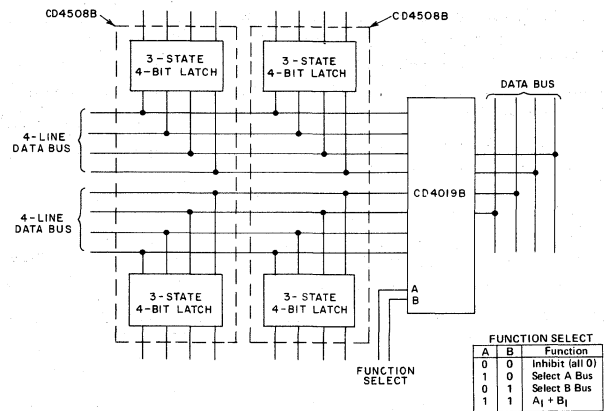 CD4508B
CD4508B
3-STATE
4-BIT LATCH
3-STATE
4-BIT LATCH
DATA BUS
4-LINE
DATA BUS
CD4019B
4-LINE
DATA BUS
3-STATE
4-BIT LATCH
3-STATE
4-BIT LATCH
A
B
FUNCTION
SELECT
FUNCTION SELECT
A B Function
0 0 Inhibit (all 0)
1 0 Select A Bus
0 1 Select B Bus
1 1 A₁ + B₁